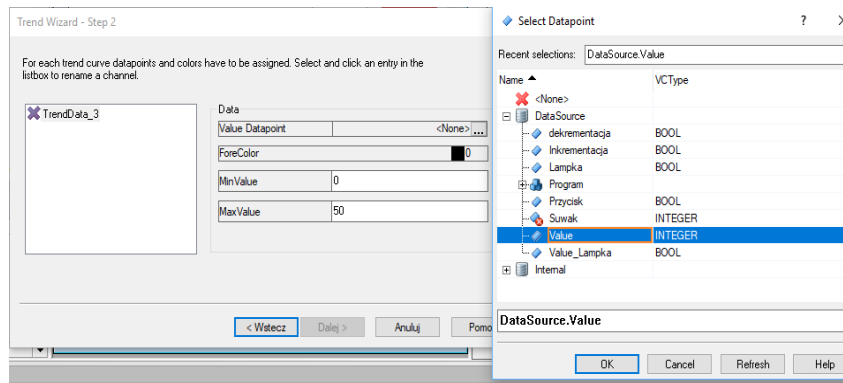 Trend Wizard - Step 2
For each trend curve datapoints and colors have to be assigned. Select and click an entry in the
listbox to rename a channel.
TrendData_3
Data
Value Datapoint <None> ...
ForeColor 0
MinValue 0
MaxValue 50
< Wstecz Dalej > Anuluj Pomo
Select Datapoint ?
Recent selections: DataSource.Value
Name VCType
<None>
DataSource
dekrementacja BOOL
Inkrementacja BOOL
Lampka BOOL
Program
Przycisk BOOL
Suwak INTEGER
Value INTEGER
Value_Lampka BOOL
Internal
DataSource.Value
OK Cancel Refresh Help